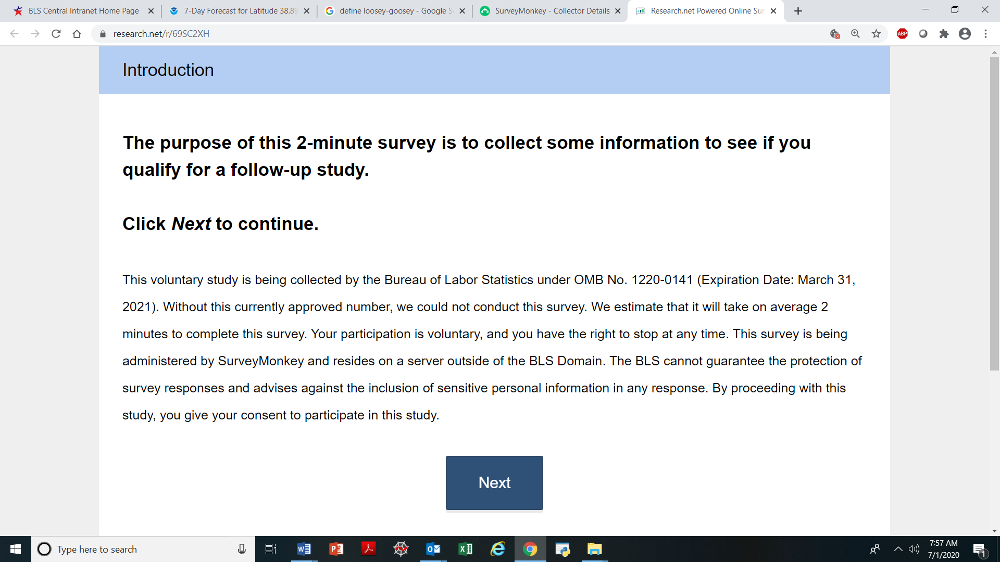 BLS Central Intranet Home Page
7-Day Forecast for Latitude 38.89
define loosey-goosey - Google S
SurveyMonkey - Collector Details
Research.net Powered Online Sur
research.net/r/69SC2XH
ABP
Introduction
The purpose of this 2-minute survey is to collect some information to see if you
qualify for a follow-up study.
Click Next to continue.
This voluntary study is being collected by the Bureau of Labor Statistics under OMB No. 1220-0141 (Expiration Date: March 31,
2021). Without this currently approved number, we could not conduct this survey. We estimate that it will take on average 2
minutes to complete this survey. Your participation is voluntary, and you have the right to stop at any time. This survey is being
administered by SurveyMonkey and resides on a server outside of the BLS Domain. The BLS cannot guarantee the protection of
survey responses and advises against the inclusion of sensitive personal information in any response. By proceeding with this
study, you give your consent to participate in this study.
Next
Type here to search
7:57 AM
7/1/2020
1